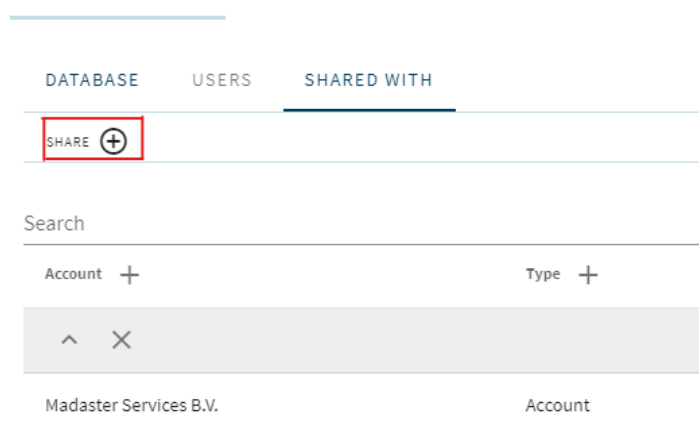 DATABASE USERS SHARED WITH
SHARE
Search
Account Type
Madaster Services B.V. Account